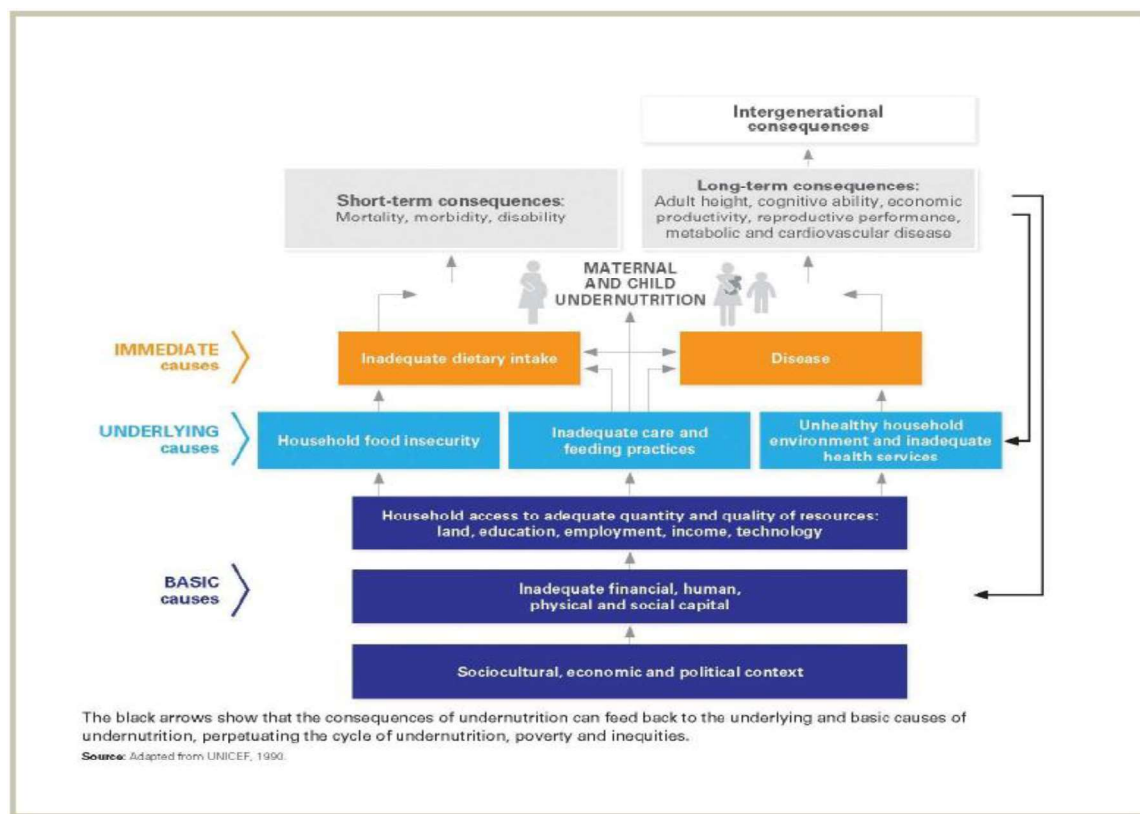 Intergenerational
consequences
Short-term consequences:
Mortality, morbidity, disability
Long-term consequences:
Adult height, cognitive ability, economic
productivity, reproductive performance,
metabolic and cardiovascular disease
MATERNAL
AND CHILD
UNDERNUTRITION
IMMEDIATE
causes
Inadequate dietary intake
Disease
UNDERLYING
causes
Household food insecurity
Inadequate care and
feeding practices
Unhealthy household
environment and inadequate
health services
Household access to adequate quantity and quality of resources:
land, education, employment, income, technology
BASIC
causes
Inadequate financial, human,
physical and social capital
Sociocultural, economic and political context
The black arrows show that the consequences of undernutrition can feed back to the underlying and basic causes of
undernutrition, perpetuating the cycle of undernutrition, poverty and inequities.
Source: Adapted from UNICEF, 1990.